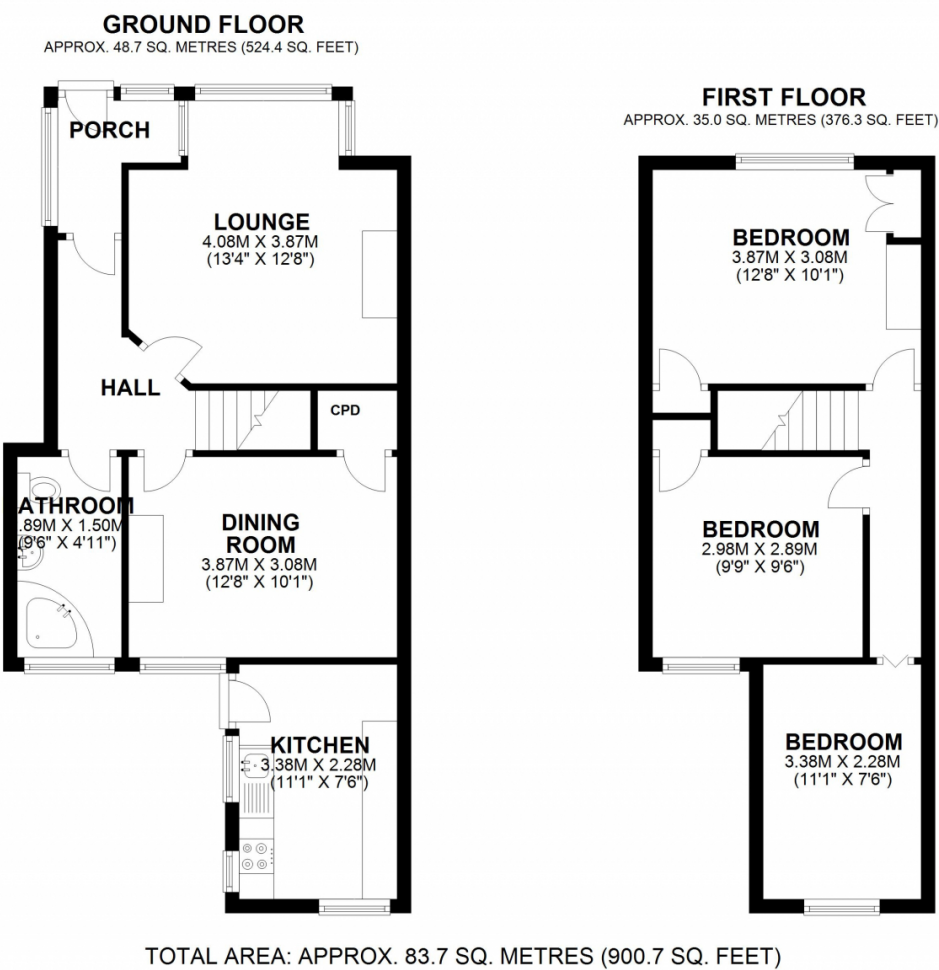 GROUND FLOOR
APPROX. 48.7 SQ. METRES (524.4 SQ. FEET)
PORCH
LOUNGE
4.08M X 3.87M
(13'4" X 12'8")
HALL
CPD
ATHROOM
.89M X 1.50M
(9'6" X 4'11")
DINING
ROOM
3.87M X 3.08M
(12'8" X 10'1")
KITCHEN
3.38M X 2.28M
(11'1" X 7'6")
FIRST FLOOR
APPROX. 35.0 SQ. METRES (376.3 SQ. FEET)
BEDROOM
3.87M X 3.08M
(12'8" X 10'1")
BEDROOM
2.98M X 2.89M
(9'9" X 9'6")
BEDROOM
3.38M X 2.28M
(11'1" X 7'6")
TOTAL AREA: APPROX. 83.7 SQ. METRES (900.7 SQ. FEET)